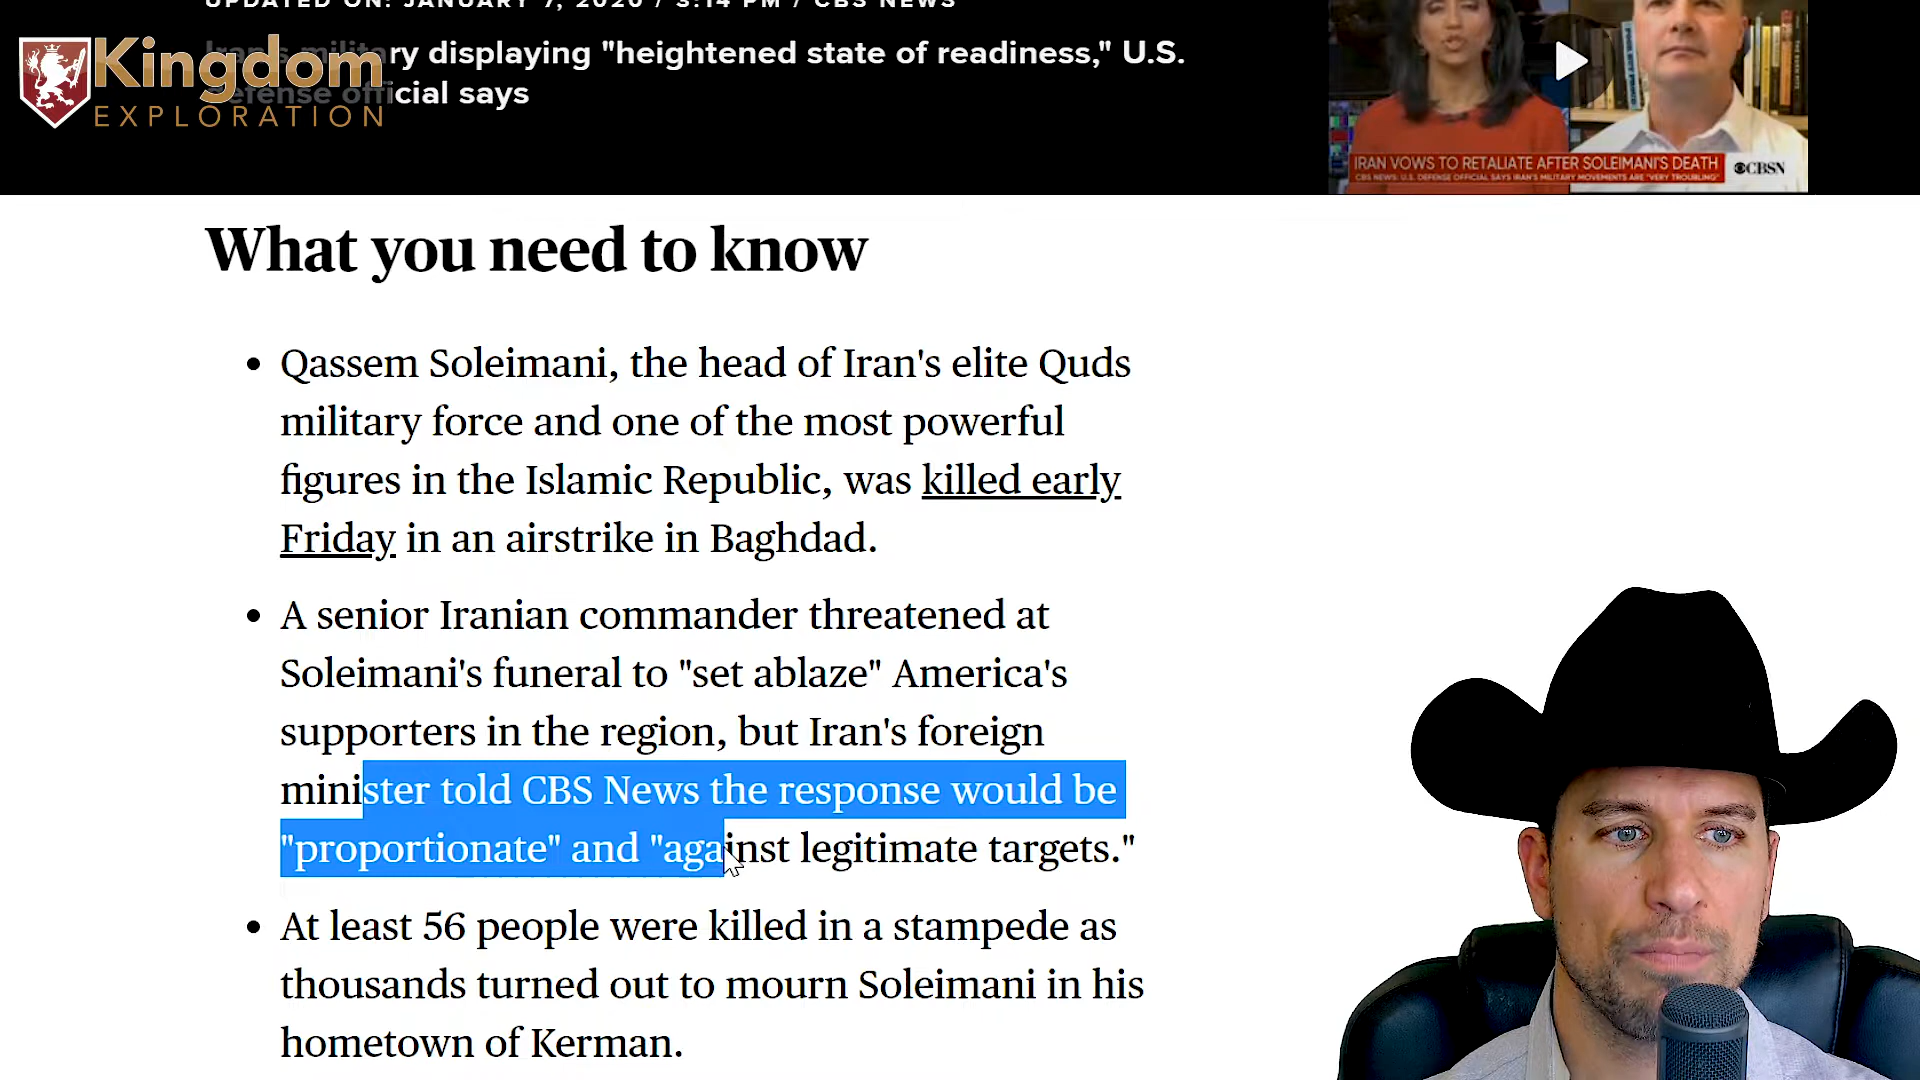 UPDATED ON: JANUARY 7, 2020 / 3:14 PM / CBS NEWS
Kingdom
EXPLORATION
Iran's military displaying "heightened state of readiness," U.S.
defense official says
IRAN VOWS TO RETALIATE AFTER SOLEIMANI'S DEATH
CBS NEWS: U.S. DEFENSE OFFICIAL SAYS IRAN'S MILITARY MOVEMENTS ARE "VERY TROUBLING"
CBSN
What you need to know
• Qassem Soleimani, the head of Iran's elite Quds
military force and one of the most powerful
figures in the Islamic Republic, was killed early
Friday in an airstrike in Baghdad.
• A senior Iranian commander threatened at
Soleimani's funeral to "set ablaze" America's
supporters in the region, but Iran's foreign
minister told CBS News the response would be
"proportionate" and "against legitimate targets."
• At least 56 people were killed in a stampede as
thousands turned out to mourn Soleimani in his
hometown of Kerman.